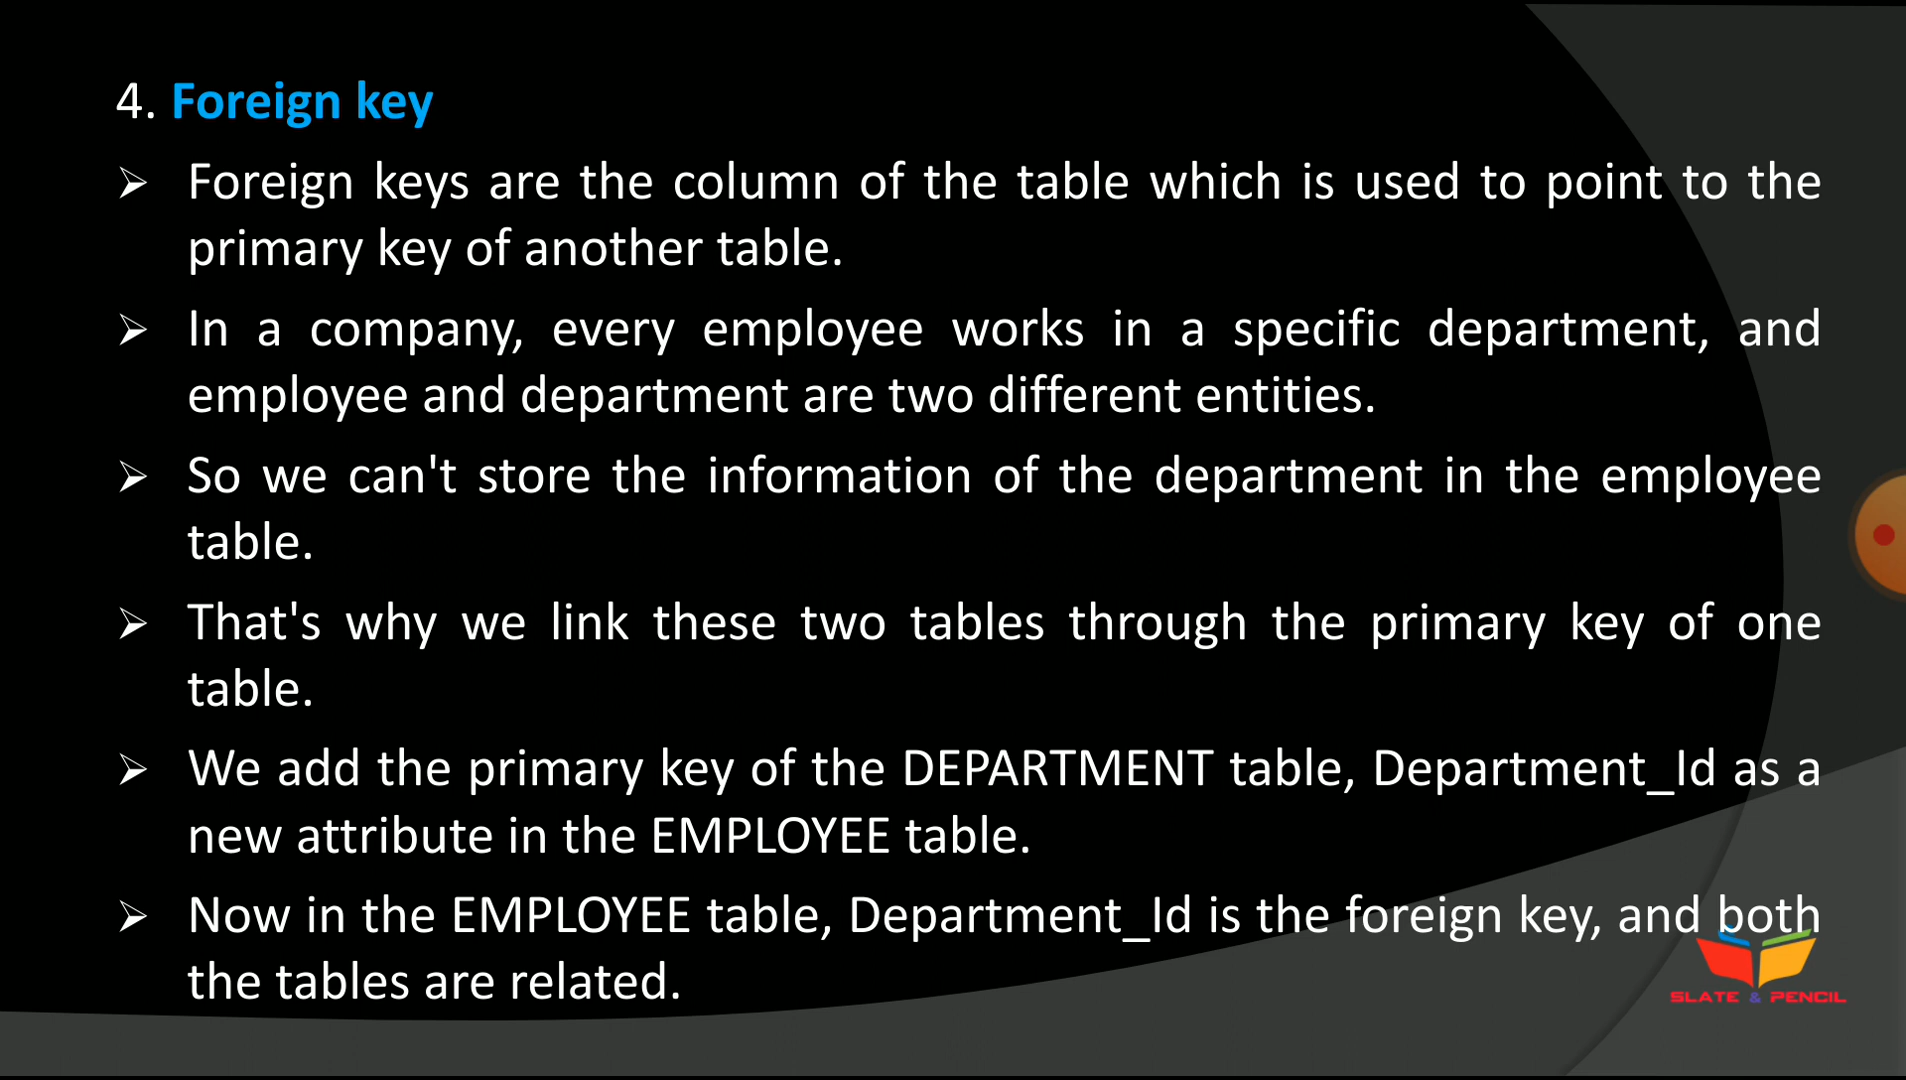 4. Foreign key
➢ Foreign keys are the column of the table which is used to point to the
primary key of another table.
➢ In a company, every employee works in a specific department, and
employee and department are two different entities.
➢ So we can't store the information of the department in the employee
table.
➢ That's why we link these two tables through the primary key of one
table.
➢ We add the primary key of the DEPARTMENT table, Department_Id as a
new attribute in the EMPLOYEE table.
➢ Now in the EMPLOYEE table, Department_Id is the foreign key, and both
the tables are related.
SLATE & PENCIL